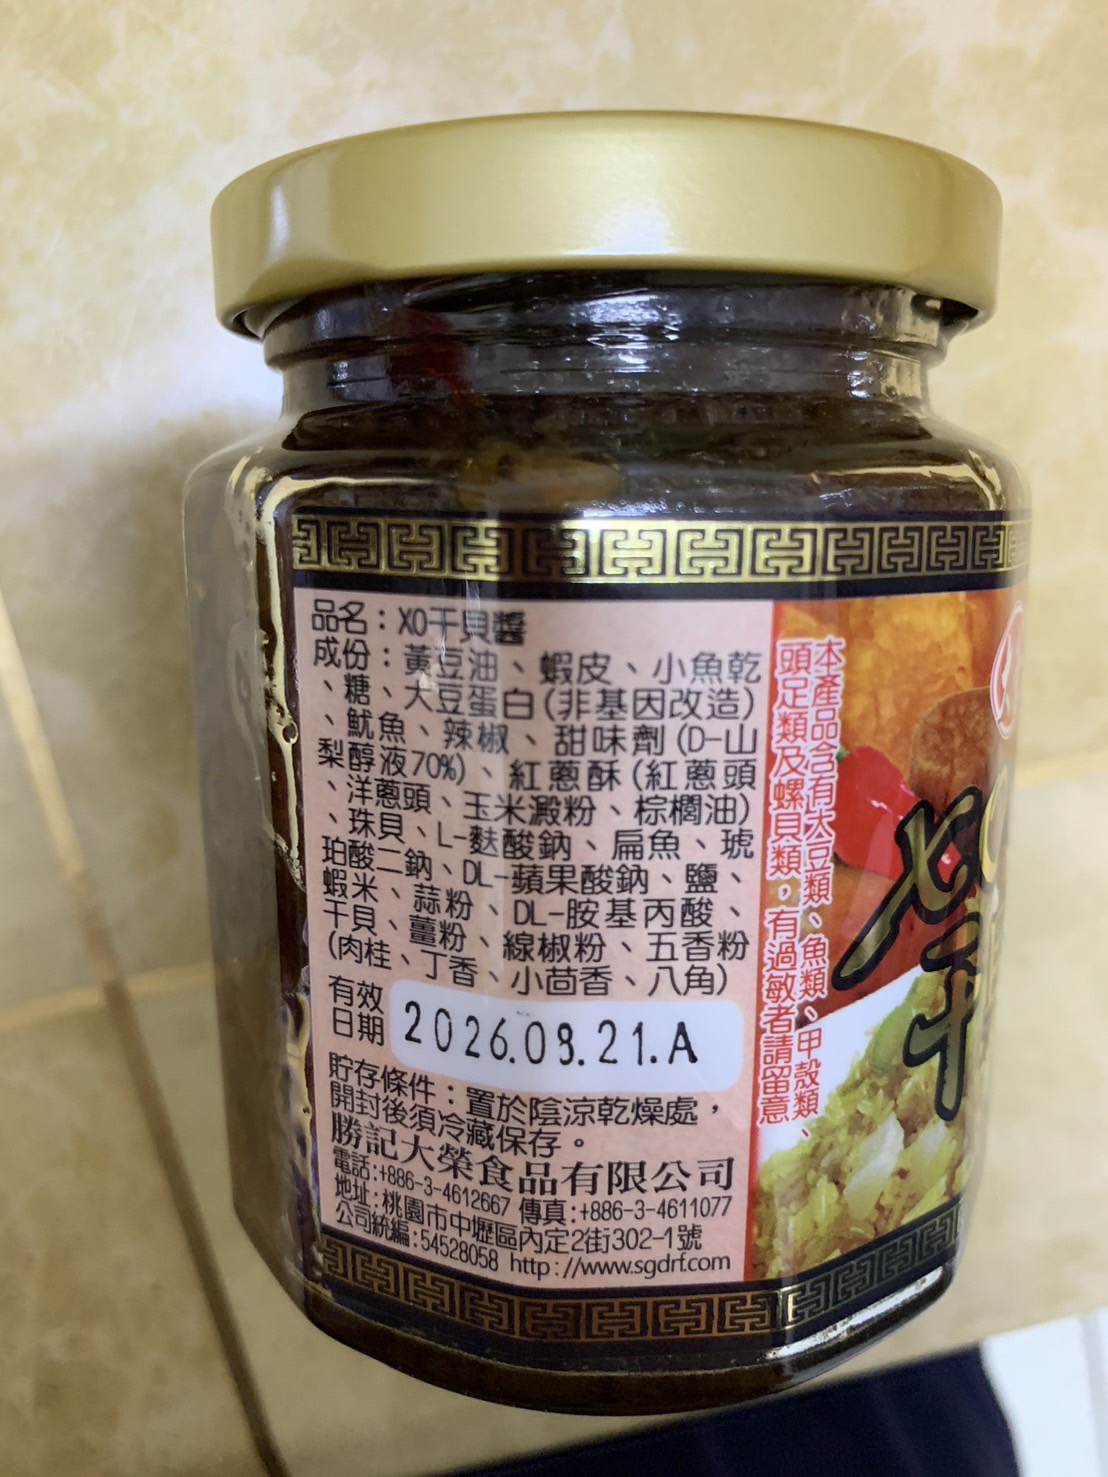 品名：XO干貝醬
成份：黃豆油、蝦皮、小魚乾
、糖、大豆蛋白(非基因改造)
、魷魚、辣椒、甜味劑(D-山
梨醇液70%)、紅蔥酥(紅蔥頭
、洋蔥頭、玉米澱粉、棕櫚油)
、珠貝、L-麩酸鈉、扁魚、琥
珀酸二鈉、DL-蘋果酸鈉、鹽、
蝦米、蒜粉、DL-胺基丙酸、
干貝、薑粉、綠椒粉、五香粉
(肉桂、丁香、小茴香、八角)
有效
日期
2026.08.21.A
貯存條件：置於陰涼乾燥處，
開封後須冷藏保存。
勝記大榮食品有限公司
電話:+886-3-4612667 傳真:+886-3-4611077
地址:桃園市中壢區內定2街302-1號
公司統編:54528058 http://www.sgdrf.com
本產品含有大豆類、魚類、甲殼類、
頭足類及螺貝類，有過敏者請留意